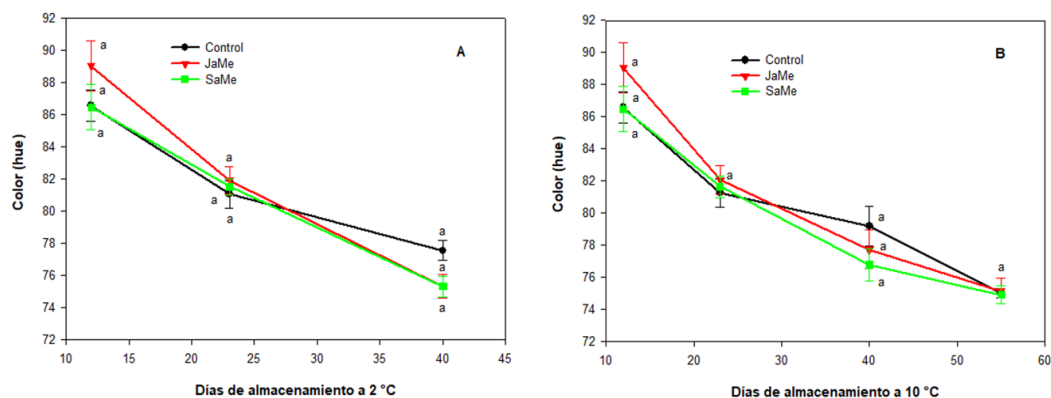 92
90
88
86
84
82
80
78
76
74
72
Color (hue)
Control
JaMe
SaMe
A
a
a
a
a
a
a
a
a
a
10 15 20 25 30 35 40 45
Días de almacenamiento a 2 °C
92
90
88
86
84
82
80
78
76
74
72
Color (hue)
Control
JaMe
SaMe
B
a
a
a
a
a
a
a
a
10 20 30 40 50 60
Días de almacenamiento a 10 °C